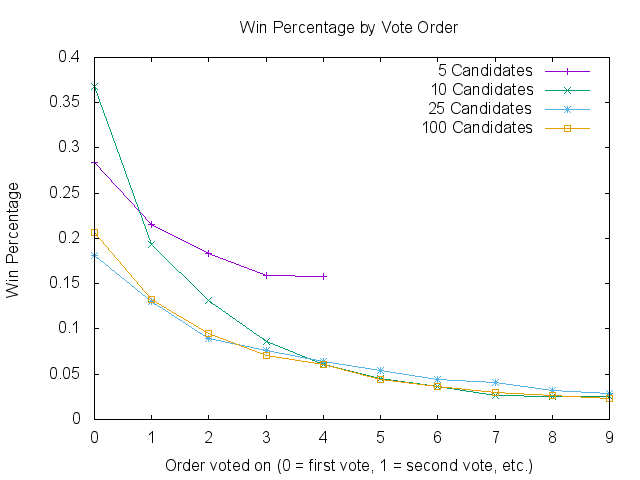 Win Percentage by Vote Order
5 Candidates
10 Candidates
25 Candidates
100 Candidates
Win Percentage
0.4
0.35
0.3
0.25
0.2
0.15
0.1
0.05
0
0 1 2 3 4 5 6 7 8 9
Order voted on (0 = first vote, 1 = second vote, etc.)